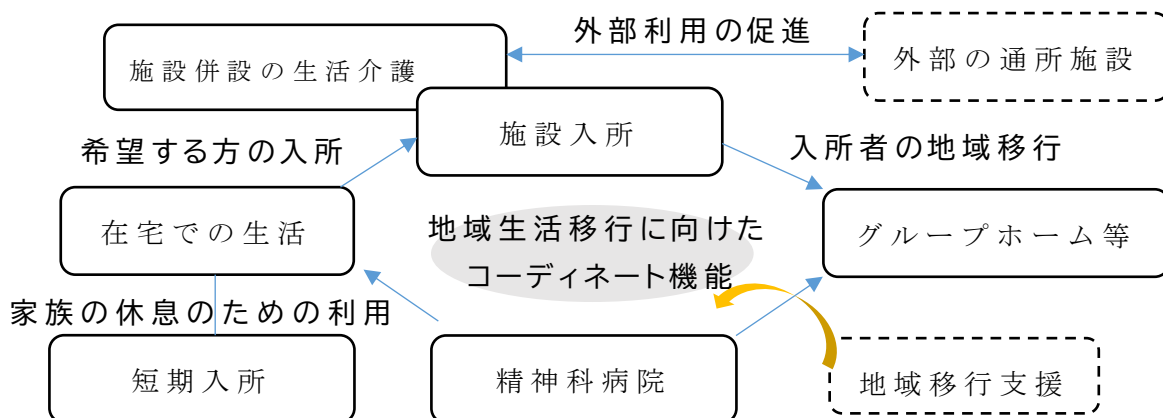 外部利用の促進
施設併設の生活介護
外部の通所施設
施設入所
希望する方の入所
入所者の地域移行
在宅での生活
地域生活移行に向けた
コーディネート機能
グループホーム等
家族の休息のための利用
短期入所
精神科病院
地域移行支援